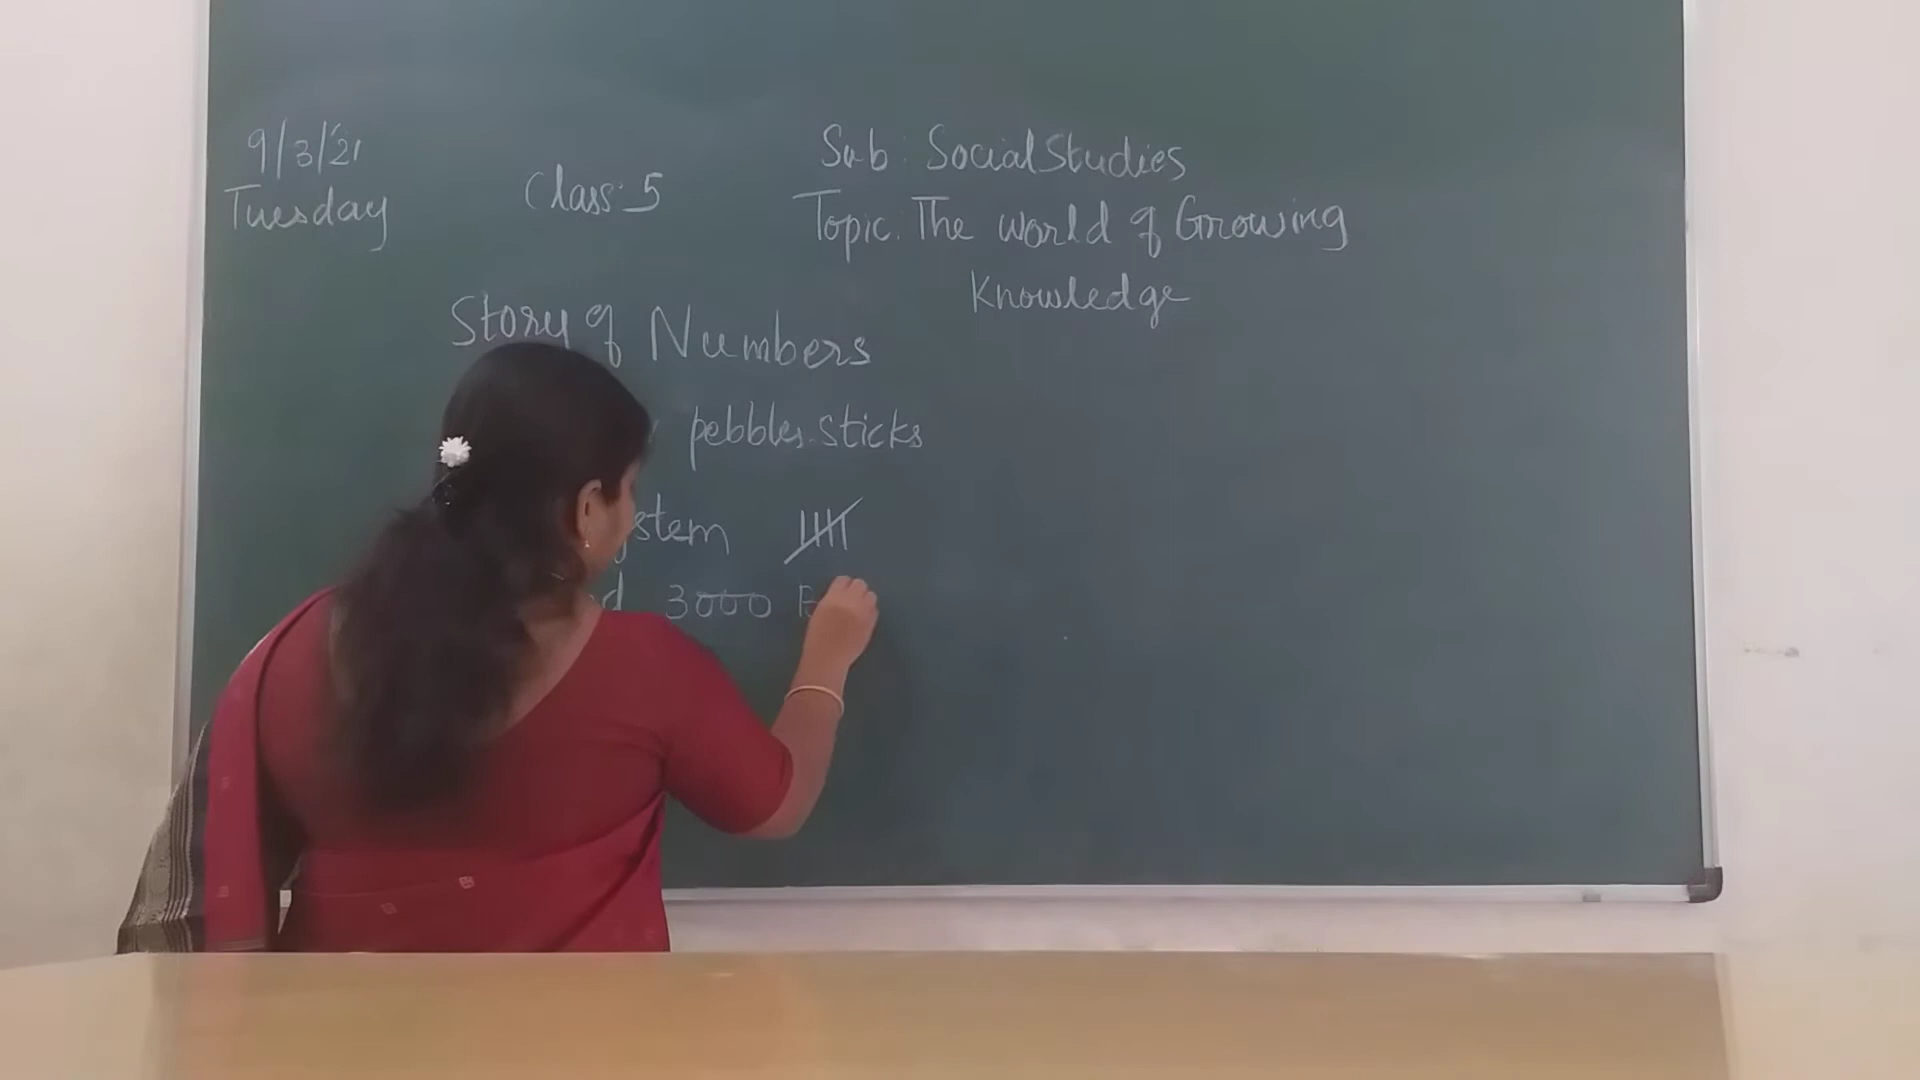 9/3/'21
Tuesday
Class: 5
Sub: Social Studies
Topic: The world of Growing
Knowledge
Story of Numbers
pebbles. sticks
3000